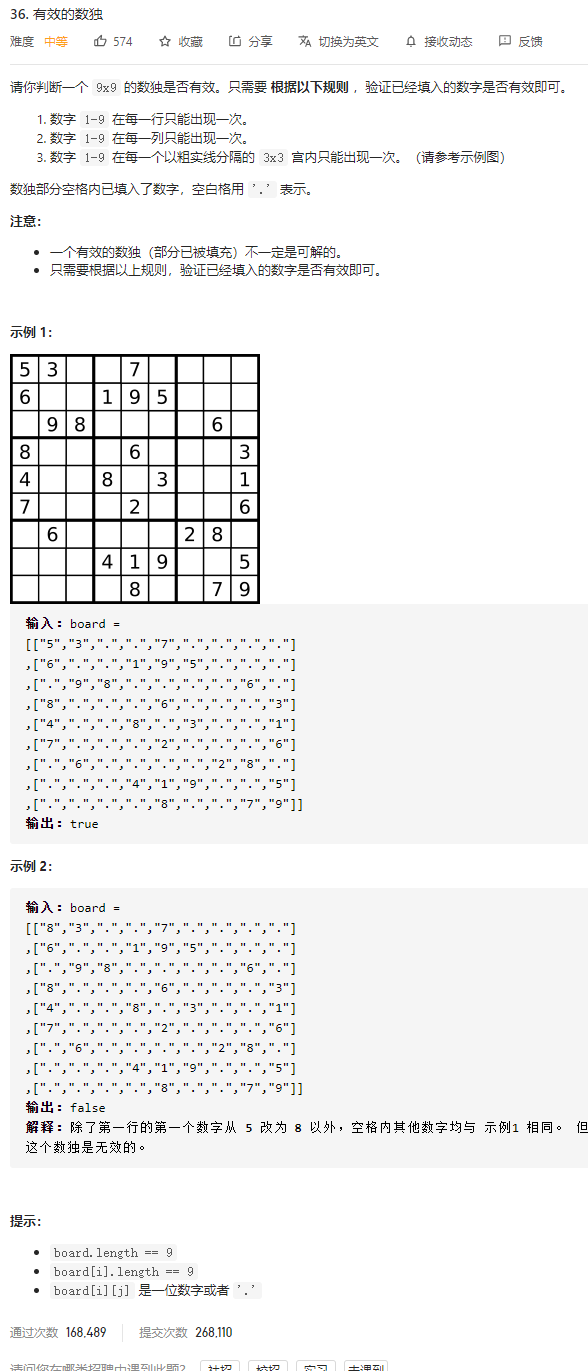 36. 有效的数独
难度 中等 574 收藏 分享 切换为英文 接收动态 反馈
请你判断一个 9x9 的数独是否有效。只需要 根据以下规则 ，验证已经填入的数字是否有效即可。
1. 数字 1-9 在每一行只能出现一次。
2. 数字 1-9 在每一列只能出现一次。
3. 数字 1-9 在每一个以粗实线分隔的 3x3 宫内只能出现一次。（请参考示例图）
数独部分空格内已填入了数字，空白格用 '.' 表示。
注意：
一个有效的数独（部分已被填充）不一定是可解的。
只需要根据以上规则，验证已经填入的数字是否有效即可。
示例 1：
5 3 7
6 1 9 5
9 8 6
8 6 3
4 8 3 1
7 2 6
6 2 8
4 1 9 5
8 7 9
输入：board =
[["5","3",".",".","7",".",".",".","."]
,["6",".",".","1","9","5",".",".","."]
,[".","9","8",".",".",".",".","6","."]
,["8",".",".",".","6",".",".",".","3"]
,["4",".",".","8",".","3",".",".","1"]
,["7",".",".",".","2",".",".",".","6"]
,[".","6",".",".",".",".","2","8","."]
,[".",".",".","4","1","9",".",".","5"]
,[".",".",".",".","8",".",".","7","9"]]
输出：true
示例 2：
输入：board =
[["8","3",".",".","7",".",".",".","."]
,["6",".",".","1","9","5",".",".","."]
,[".","9","8",".",".",".",".","6","."]
,["8",".",".",".","6",".",".",".","3"]
,["4",".",".","8",".","3",".",".","1"]
,["7",".",".",".","2",".",".",".","6"]
,[".","6",".",".",".",".","2","8","."]
,[".",".",".","4","1","9",".",".","5"]
,[".",".",".",".","8",".",".","7","9"]]
输出：false
解释：除了第一行的第一个数字从 5 改为 8 以外，空格内其他数字均与 示例1 相同。 但
这个数独是无效的。
提示：
board.length == 9
board[i].length == 9
board[i][j] 是一位数字或者 '.'
通过次数 168,489 提交次数 268,110
请问您在哪类招聘中遇到此题？ 社招 校招 实习 未遇到